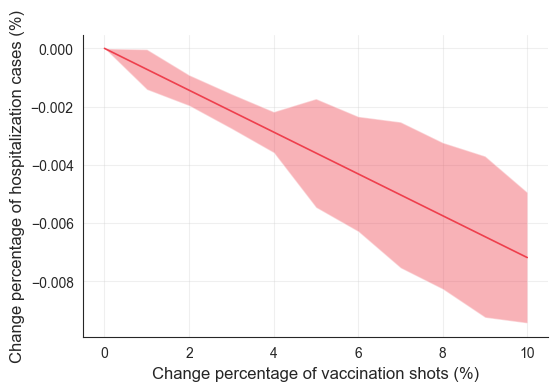 Change percentage of hospitalization cases (%)
0.000
−0.002
−0.004
−0.006
−0.008
0 2 4 6 8 10
Change percentage of vaccination shots (%)